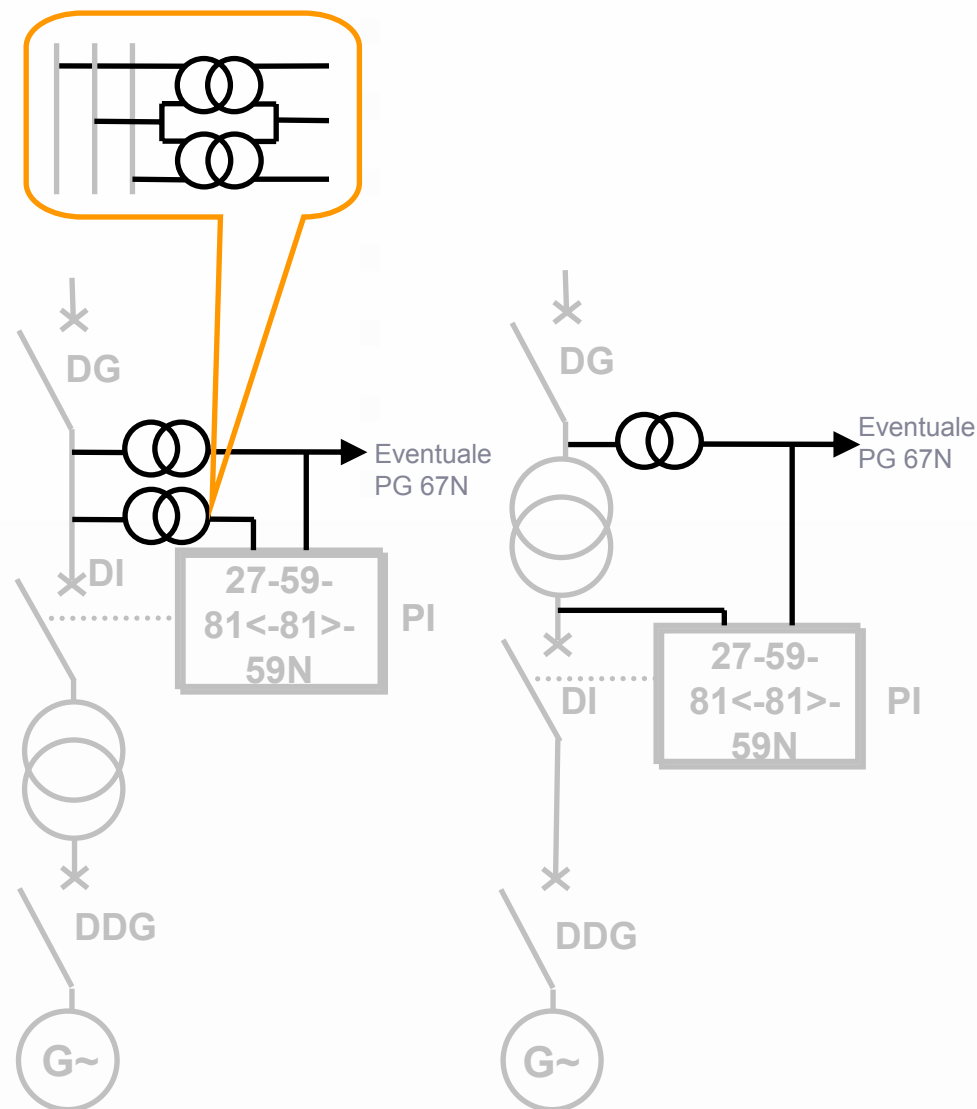 DG
Eventuale
PG 67N
DI
27-59-
81<-81>-
59N
PI
DDG
G~
DG
Eventuale
PG 67N
DI
27-59-
81<-81>-
59N
PI
DDG
G~